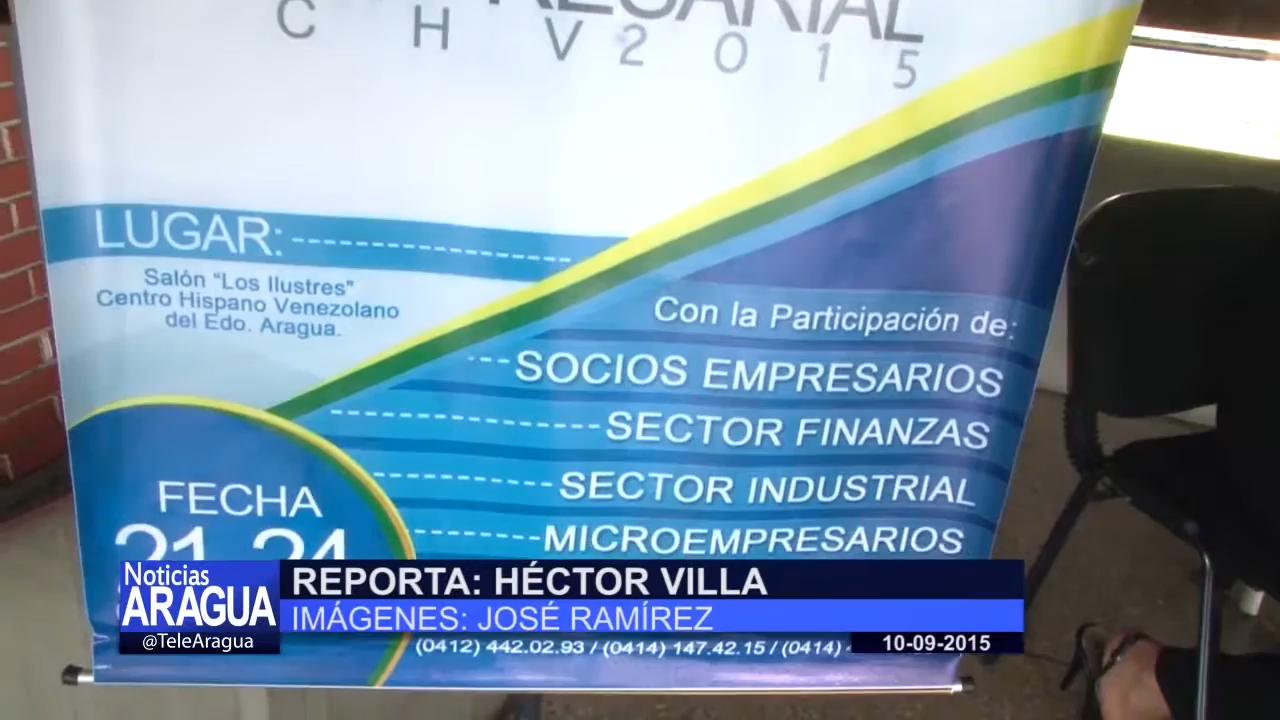 C H V 2 0 1 5
LUGAR:
Salón “Los Ilustres”
Centro Hispano Venezolano
del Edo. Aragua.
Con la Participación de:
SOCIOS EMPRESARIOS
SECTOR FINANZAS
SECTOR INDUSTRIAL
MICROEMPRESARIOS
FECHA
21 24
Noticias
ARAGUA
@TeleAragua
REPORTA: HÉCTOR VILLA
IMÁGENES: JOSÉ RAMÍREZ
(0412) 442.02.93 / (0414) 147.42.15 / (0414)
10-09-2015